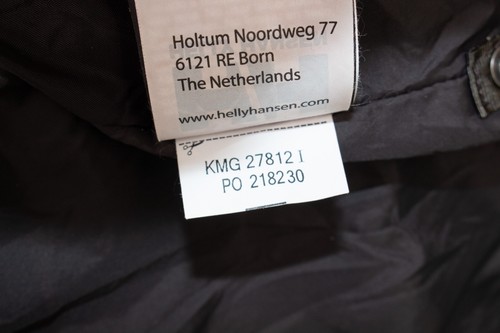 Holtum Noordweg 77
6121 RE Born
The Netherlands
www.hellyhansen.com
KMG 27812 I
PO 218230